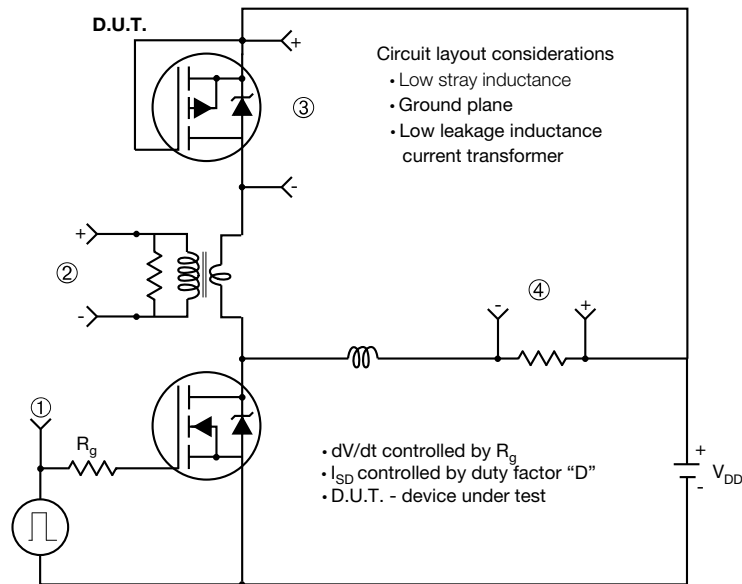 D.U.T.
+
Circuit layout considerations
• Low stray inductance
③
• Ground plane
• Low leakage inductance
current transformer
-
+
②
-
④
- +
①
Rg
• dV/dt controlled by Rg
• ISD controlled by duty factor “D”
• D.U.T. - device under test
+
VDD
-